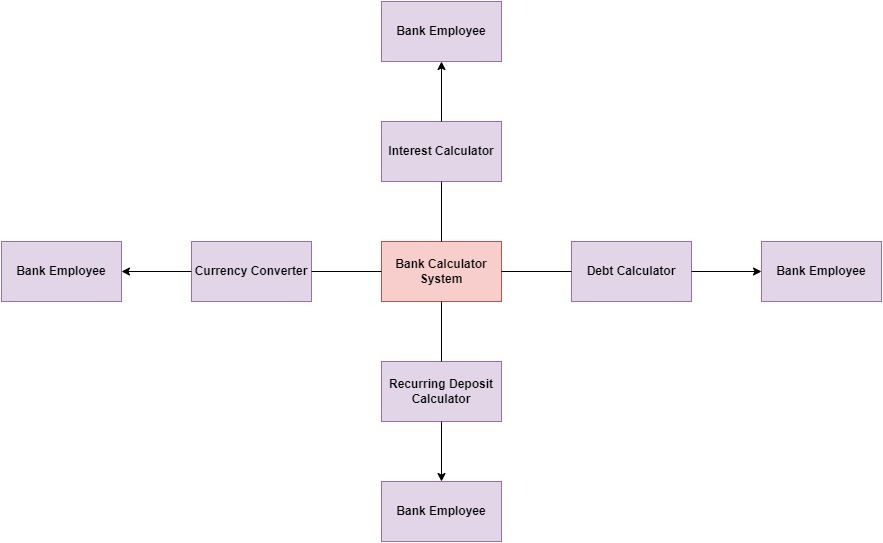 Bank Employee
Interest Calculator
Bank Employee
Currency Converter
Bank Calculator
System
Debt Calculator
Bank Employee
Recurring Deposit
Calculator
Bank Employee